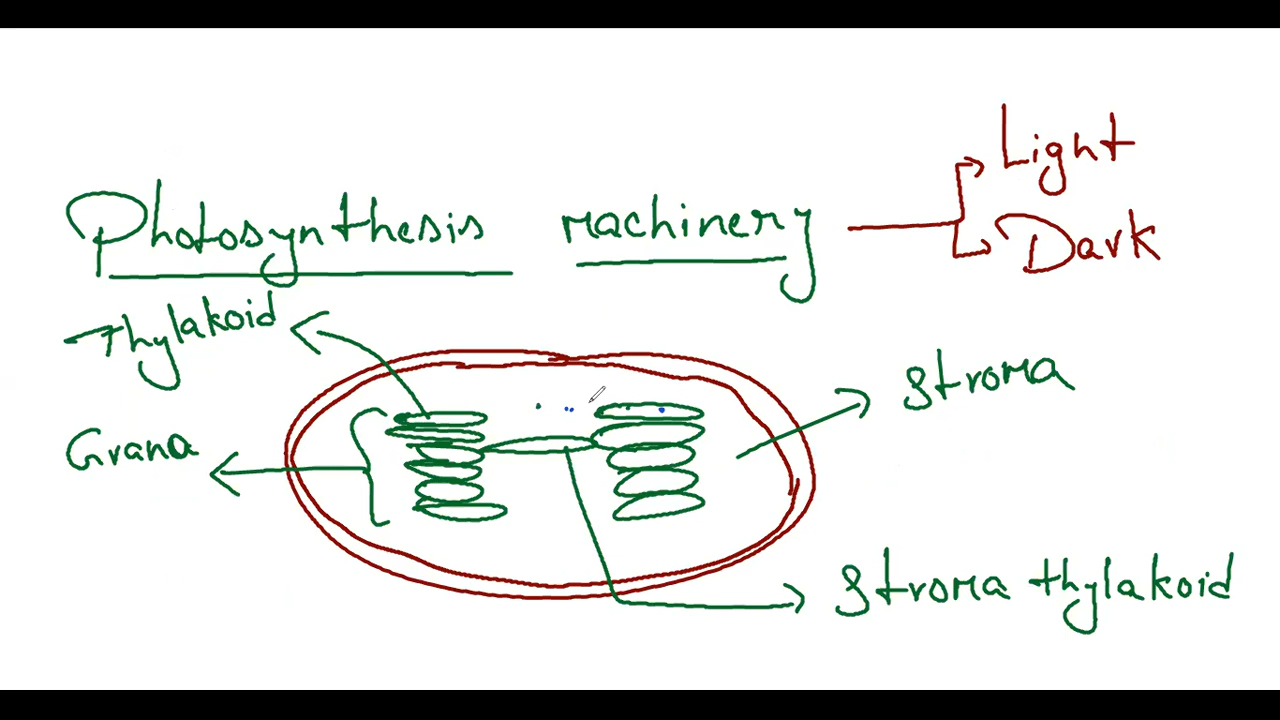 Light
Photosynthesis machinery
Dark
Thylakoid
stroma
Grana
stroma thylakoid